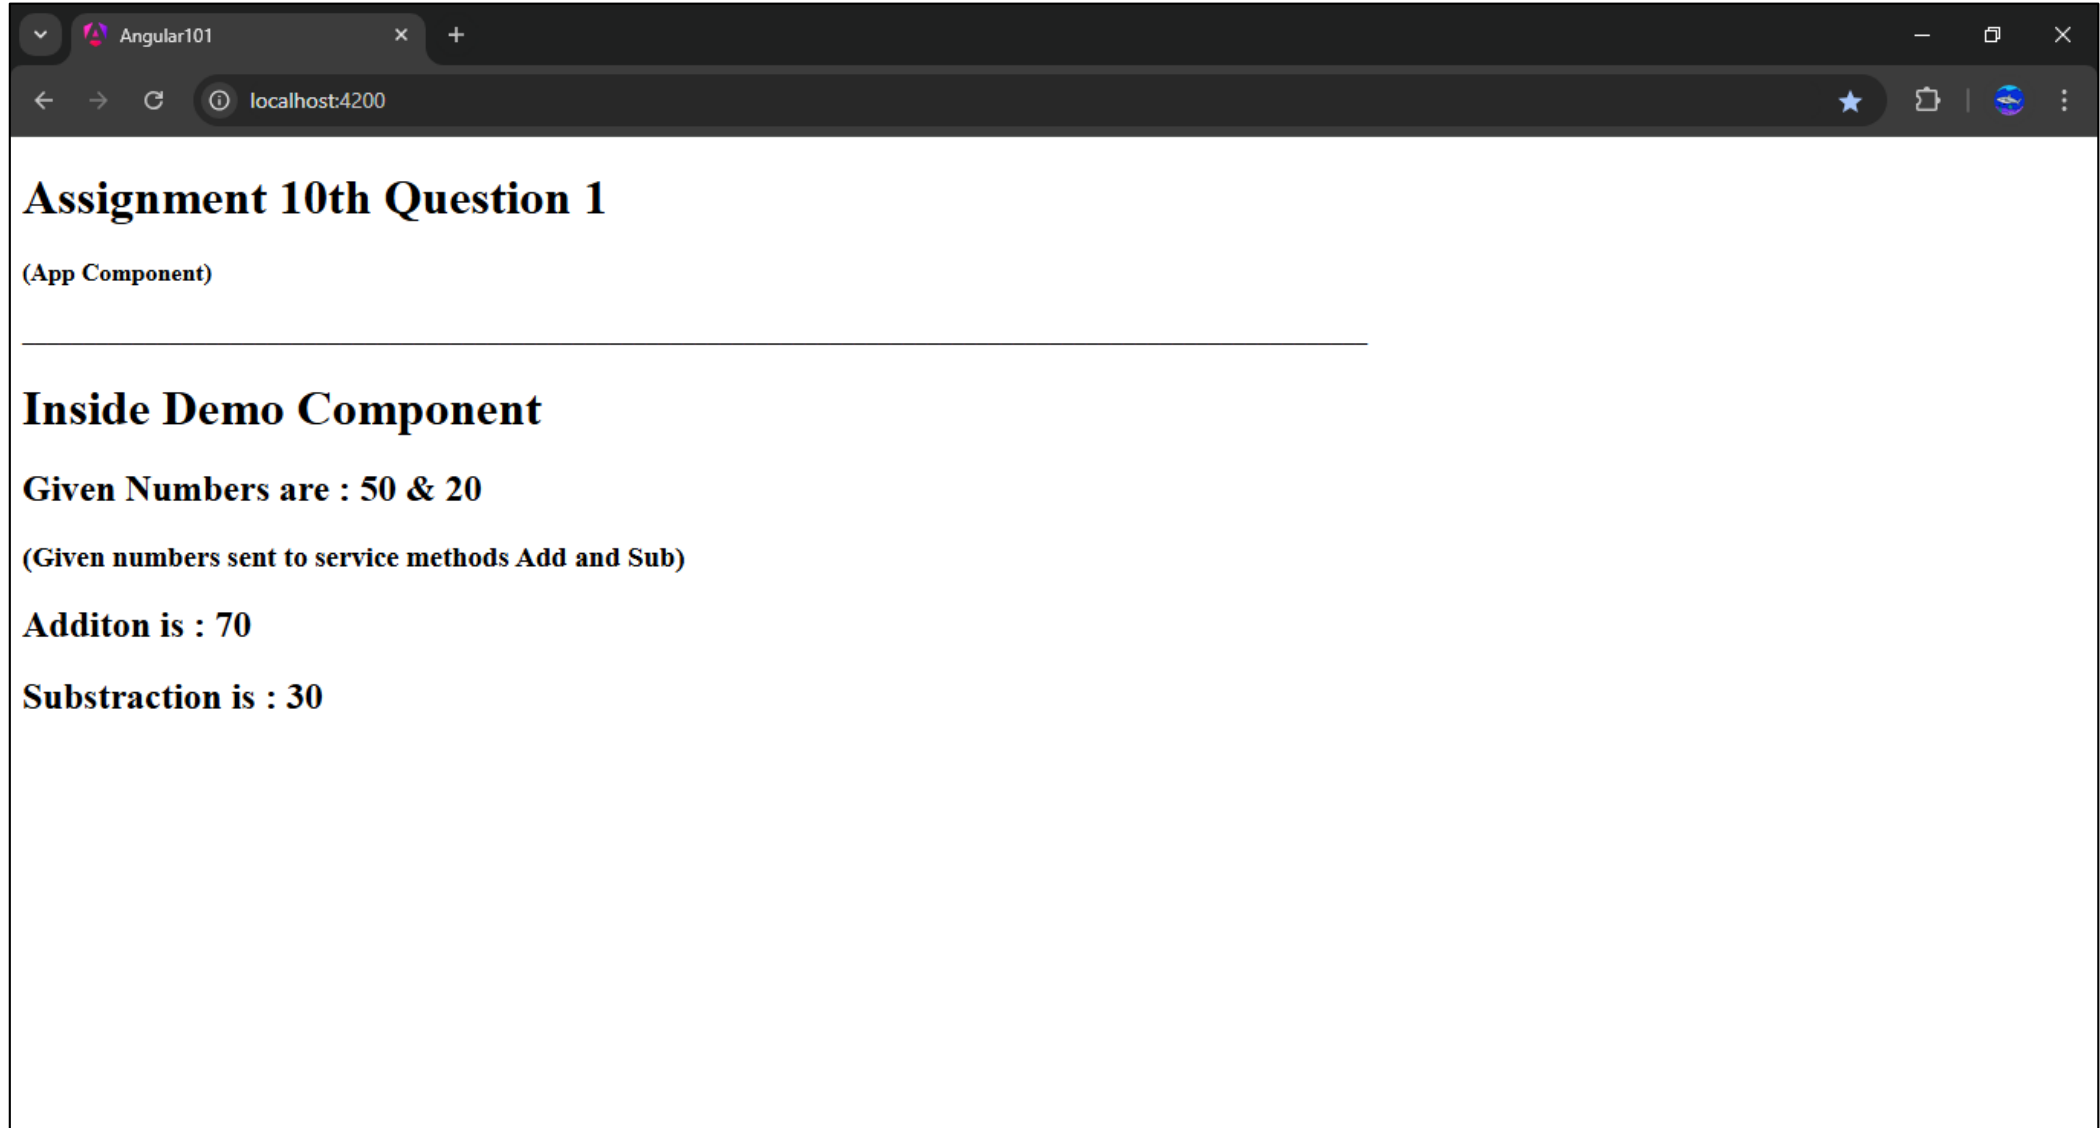 Angular101
localhost:4200
Assignment 10th Question 1
(App Component)
Inside Demo Component
Given Numbers are : 50 & 20
(Given numbers sent to service methods Add and Sub)
Additon is : 70
Substraction is : 30